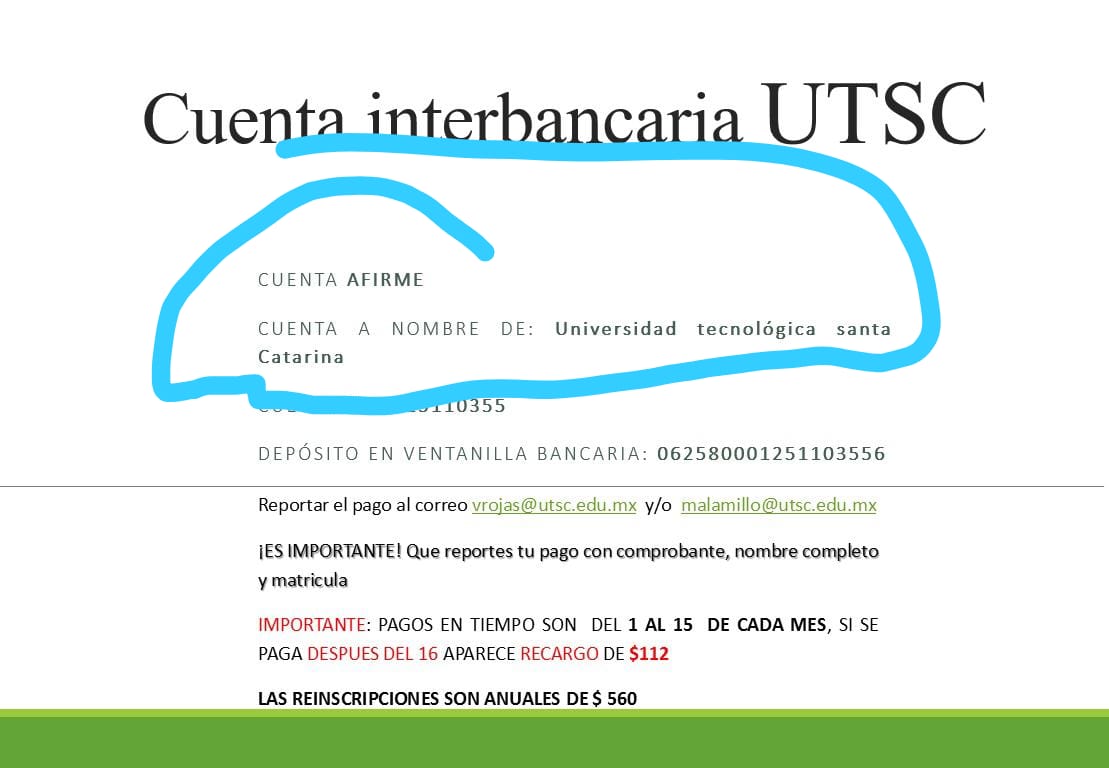 Cuenta interbancaria UTSC
CUENTA AFIRME
CUENTA A NOMBRE DE: Universidad tecnológica santa
Catarina
DEPÓSITO EN VENTANILLA BANCARIA: 062580001251103556
Reportar el pago al correo vrojas@utsc.edu.mx y/o malamillo@utsc.edu.mx
¡ES IMPORTANTE! Que reportes tu pago con comprobante, nombre completo
y matricula
IMPORTANTE: PAGOS EN TIEMPO SON DEL 1 AL 15 DE CADA MES, SI SE
PAGA DESPUES DEL 16 APARECE RECARGO DE $112
LAS REINSCRIPCIONES SON ANUALES DE $ 560